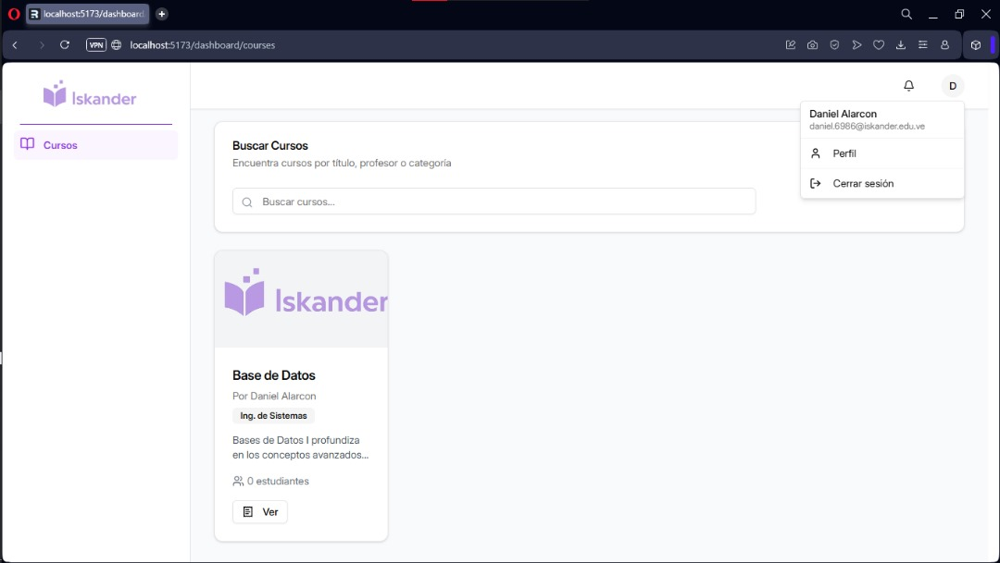 localhost:5173/dashboard
VPN
localhost:5173/dashboard/courses
Iskander
Cursos
D
Daniel Alarcon
daniel.6986@iskander.edu.ve
Perfil
Cerrar sesión
Buscar Cursos
Encuentra cursos por título, profesor o categoría
Buscar cursos...
Iskander
Base de Datos
Por Daniel Alarcon
Ing. de Sistemas
Bases de Datos I profundiza
en los conceptos avanzados...
0 estudiantes
Ver